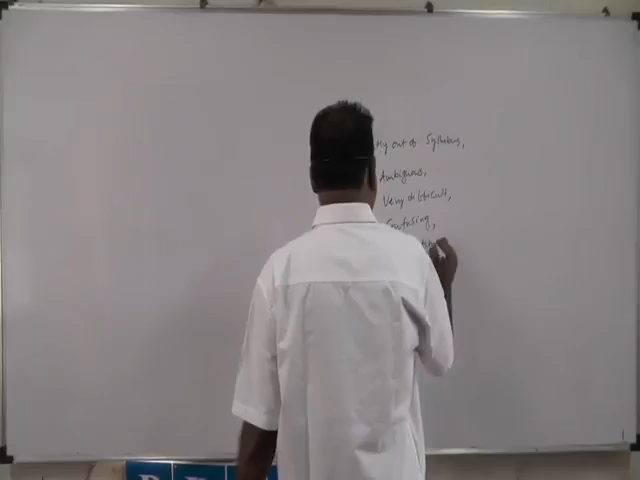 out of Syllabus,
Ambiguous,
Very difficult,
Confusing,